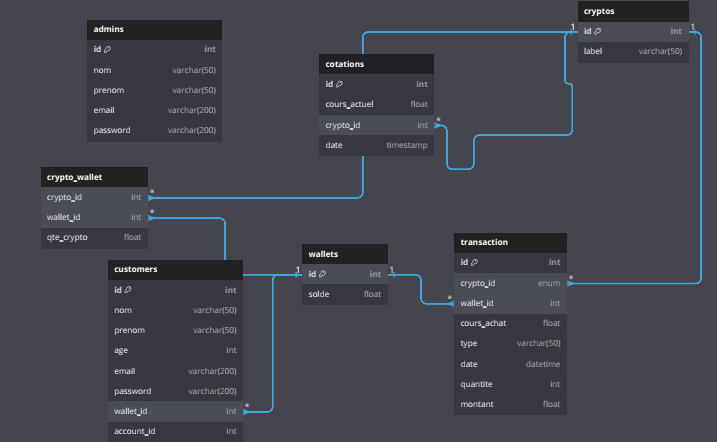 admins
id int
nom varchar(50)
prenom varchar(50)
email varchar(200)
password varchar(200)
cryptos
1 id int 1
label varchar(50)
cotations
id int
cours_actuel float
crypto_id int *
date timestamp
crypto_wallet
crypto_id int *
wallet_id int *
qte_crypto float
customers
id int
nom varchar(50)
prenom varchar(50)
age int
email varchar(200)
password varchar(200)
wallet_id int *
account_id int
wallets
1 id int 1
solde float
transaction
id int
crypto_id enum *
* wallet_id int
cours_achat float
type varchar(50)
date datetime
quantite int
montant float